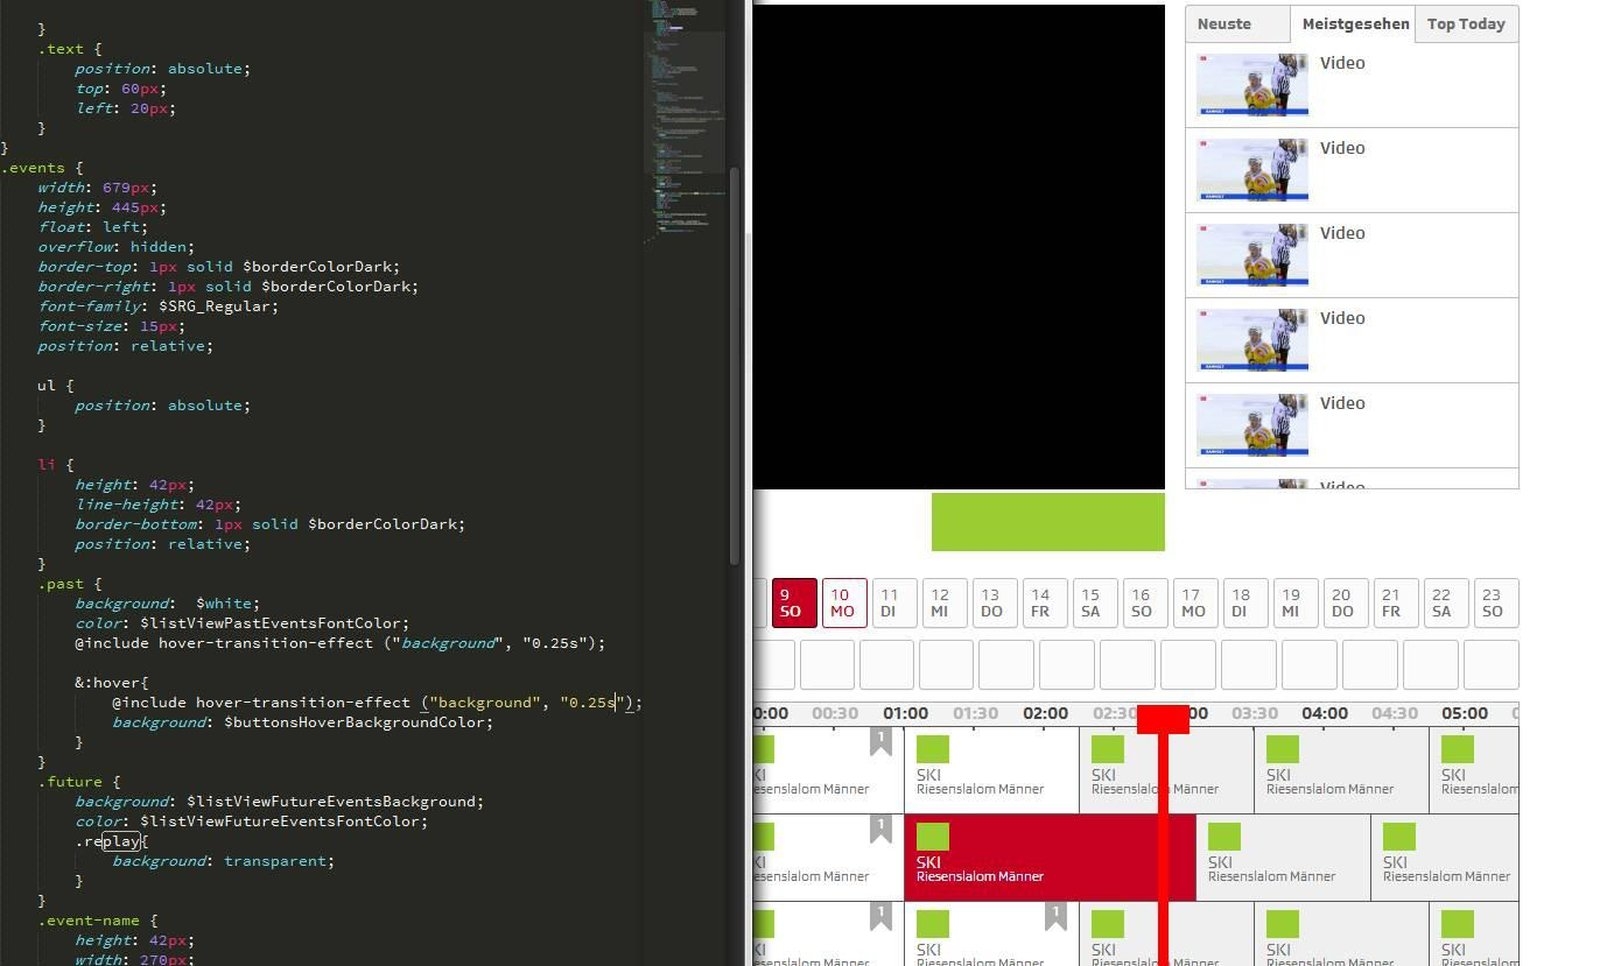 }
.text {
position: absolute;
top: 60px;
left: 20px;
}
}
.events {
width: 679px;
height: 445px;
float: left;
overflow: hidden;
border-top: 1px solid $borderColorDark;
border-right: 1px solid $borderColorDark;
font-family: $SRG_Regular;
font-size: 15px;
position: relative;
ul {
position: absolute;
}
li {
height: 42px;
line-height: 42px;
border-bottom: 1px solid $borderColorDark;
position: relative;
}
.past {
background:  $white;
color: $listViewPastEventsFontColor;
@include hover-transition-effect ("background", "0.25s");
&:hover{
@include hover-transition-effect ("background", "0.25s");
background: $buttonsHoverBackgroundColor;
}
}
.future {
background: $listViewFutureEventsBackground;
color: $listViewFutureEventsFontColor;
.replay{
background: transparent;
}
}
.event-name {
height: 42px;
width: 270px;
Neuste Meistgesehen Top Today
Video
Video
Video
Video
Video
Video
9 10 11 12 13 14 15 16 17 18 19 20 21 22 23
SO MO DI MI DO FR SA SO MO DI MI DO FR SA SO
0:00 00:30 01:00 01:30 02:00 02:30 00 03:30 04:00 04:30 05:00
1
KI SKI SKI SKI SKI
esenslalom Männer Riesenslalom Männer Riesenslalom Männer Riesenslalom Männer Riesenslalom
1
KI SKI SKI SKI
esenslalom Männer Riesenslalom Männer Riesenslalom Männer Riesenslalom Männer
1 1
KI SKI SKI SKI SKI
esenslalom Männer Riesenslalom Männer Riesenslalom Männer Riesenslalom Männer Riesenslalom